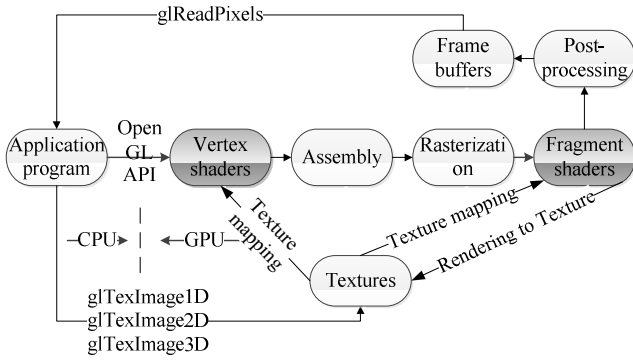 glReadPixels
Frame
buffers
Post-
processing
Application
program
Open
GL
API
Vertex
shaders
Assembly
Rasterizati
on
Fragment
shaders
CPU
GPU
Texture
mapping
Texture mapping
Rendering to Texture
Textures
glTexImage1D
glTexImage2D
glTexImage3D